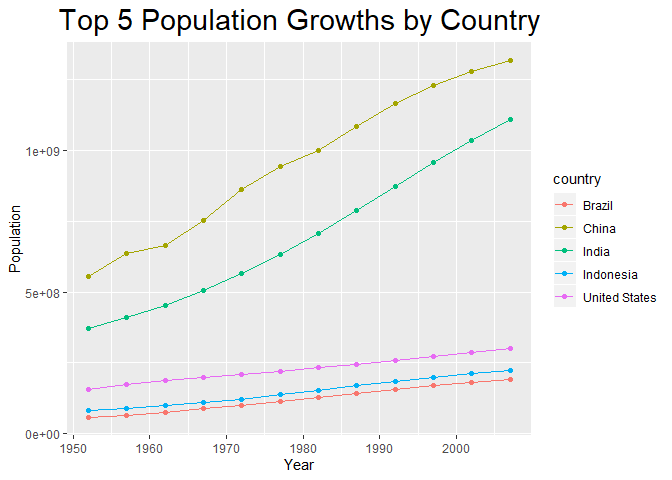 Top 5 Population Growths by Country
Population
1e+09
5e+08
0e+00
1950 1960 1970 1980 1990 2000
Year
country
Brazil
China
India
Indonesia
United States